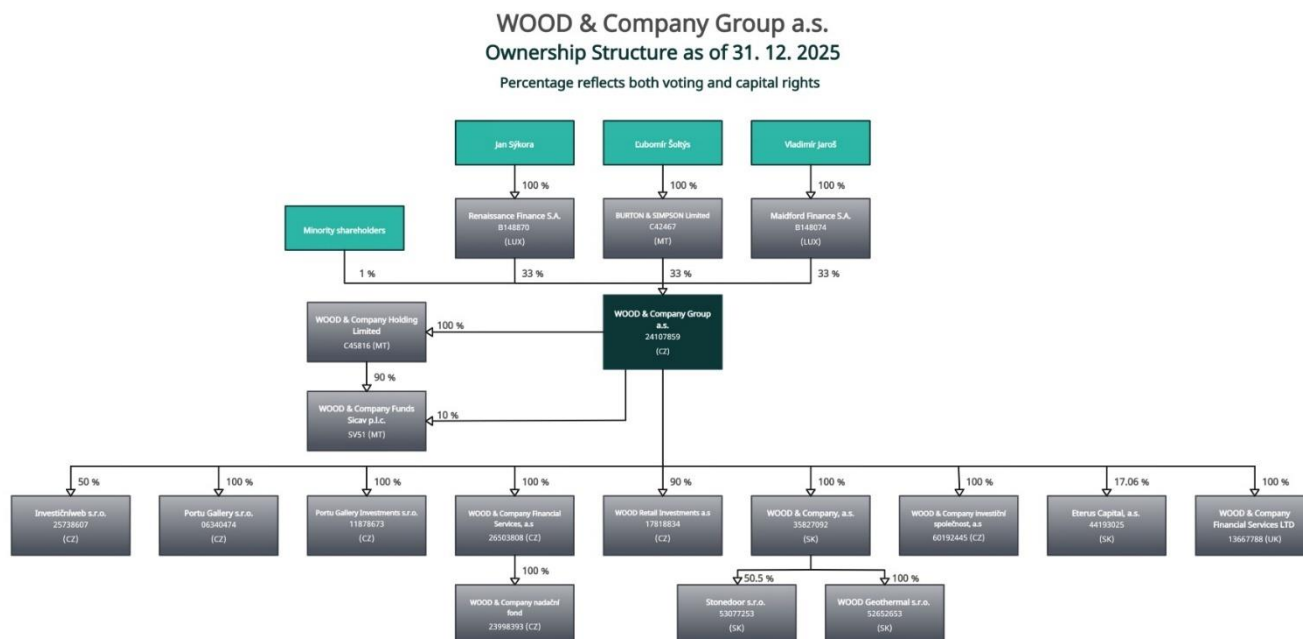 WOOD & Company Group a.s.
Ownership Structure as of 31. 12. 2025
Percentage reflects both voting and capital rights
Jan Sýkora
Ľubomír Šoltýs
Vladimír Jaroš
100 %
100 %
100 %
Minority shareholders
Renaissance Finance S.A.
B148870
(LUX)
BURTON & SIMPSON Limited
C42467
(MT)
Maidford Finance S.A.
B148074
(LUX)
1 %
33 %
33 %
33 %
WOOD & Company Holding
Limited
C45816 (MT)
100 %
WOOD & Company Group
a.s.
24107859
(CZ)
90 %
WOOD & Company Funds
Sicav p.l.c.
SV51 (MT)
10 %
50 %
100 %
100 %
100 %
90 %
100 %
100 %
17.06 %
100 %
Investičníweb s.r.o.
25738607
(CZ)
Portu Gallery s.r.o.
06340474
(CZ)
Portu Gallery Investments s.r.o.
11878673
(CZ)
WOOD & Company Financial
Services, a.s
26503808 (CZ)
WOOD Retail Investments a.s
17818834
(CZ)
WOOD & Company, a.s.
35827092
(SK)
WOOD & Company investiční
společnost, a.s
60192445 (CZ)
Eterus Capital, a.s.
44193025
(SK)
WOOD & Company
Financial Services LTD
13667788 (UK)
100 %
50.5 %
100 %
WOOD & Company nadační
fond
23998393 (CZ)
Stonedoor s.r.o.
53077253
(SK)
WOOD Geothermal s.r.o.
52652653
(SK)